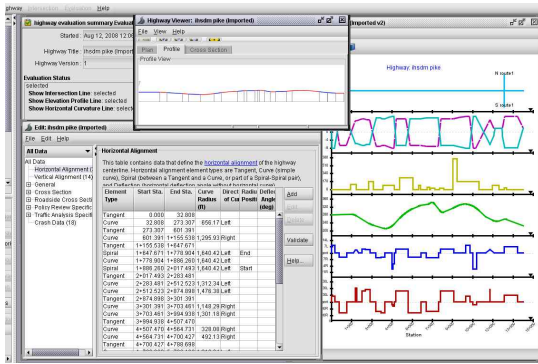 ghway Intersection Evaluation Help
highway evaluation summary Evaluat
Started: Aug 12, 2008 12:08
Highway Title: ihsdm pike (Import
Highway Version: 1
Evaluation Status
selected
Show Intersection Line: selected
Show Elevation Profile Line: selected
Show Horizontal Curvature Line: selected
Highway Viewer: ihsdm pike (Imported)
File View Help
Plan Profile Cross Section
Profile View
mported v2)
Highway: ihsdm pike
N route1
S route1
Station
Edit: ihsdm pike (Imported)
File Edit Help
All Data
All Data
Horizontal Alignment (
Vertical Alignment (14)
General
Cross Section
Roadside Cross Secti
Policy Review Specific
Traffic Analysis Specifi
Crash Data (18)
Horizontal Alignment
This table contains data that define the horizontal alignment of the highway
centerline. Horizontal alignment element types are Tangent, Curve (simple
curve), Spiral (between a Tangent and a Curve, or part of a Spiral-Spiral pair),
and Deflection (horizontal deflection angle without horizontal curve)
Element Type Start Sta. End Sta. Curve Radius (ft) Direct of Cur Radiu Positi Defle Angle (deg)
Tangent 0.000 32.808
Curve 32.808 273.307 656.17 Left
Tangent 273.307 601.391
Curve 601.391 1+155.538 1,295.93 Right
Tangent 1+155.538 1+647.671
Spiral 1+647.671 1+778.904 1,640.42 Left End
Curve 1+778.904 1+886.260 1,640.42 Left
Spiral 1+886.260 2+017.493 1,640.42 Left Start
Tangent 2+017.493 2+283.481
Curve 2+283.481 2+512.523 1,312.34 Left
Curve 2+512.523 2+874.898 1,476.38 Left
Tangent 2+874.898 3+301.391
Curve 3+301.391 3+703.461 1,148.29 Right
Curve 3+703.461 3+994.938 1,301.18 Right
Tangent 3+994.938 4+507.470
Curve 4+507.470 4+564.731 328.08 Right
Curve 4+564.731 4+700.427 492.13 Right
Tangent 4+700.427 4+788.698
Add
Validate
Help...